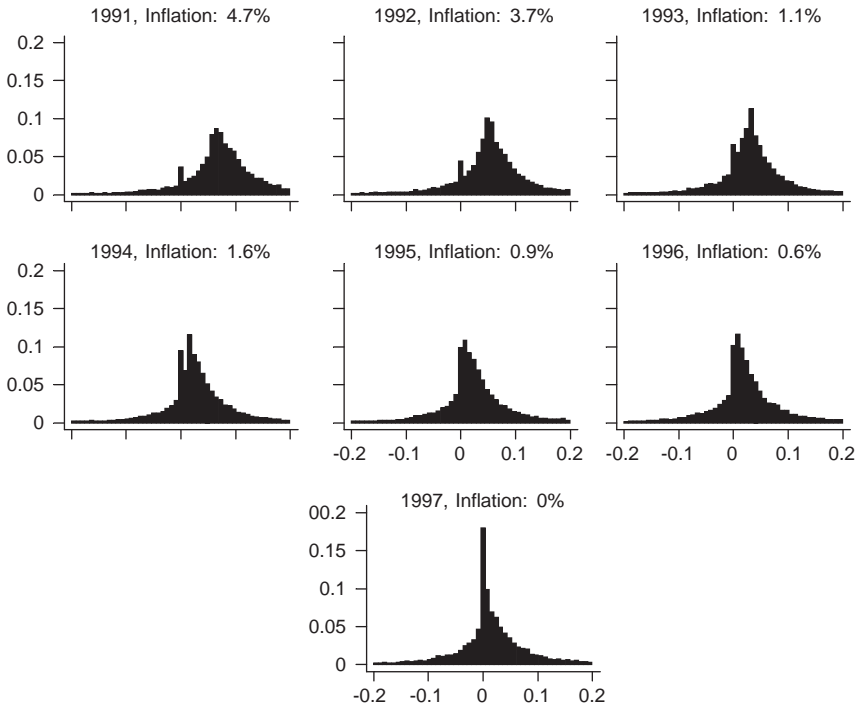 1991, Inflation: 4.7%
1992, Inflation: 3.7%
1993, Inflation: 1.1%
0.2
0.15
0.1
0.05
0
1994, Inflation: 1.6%
1995, Inflation: 0.9%
1996, Inflation: 0.6%
0.2
0.15
0.1
0.05
0
-0.2 -0.1 0 0.1 0.2
-0.2 -0.1 0 0.1 0.2
1997, Inflation: 0%
00.2
0.15
0.1
0.05
0
-0.2 -0.1 0 0.1 0.2